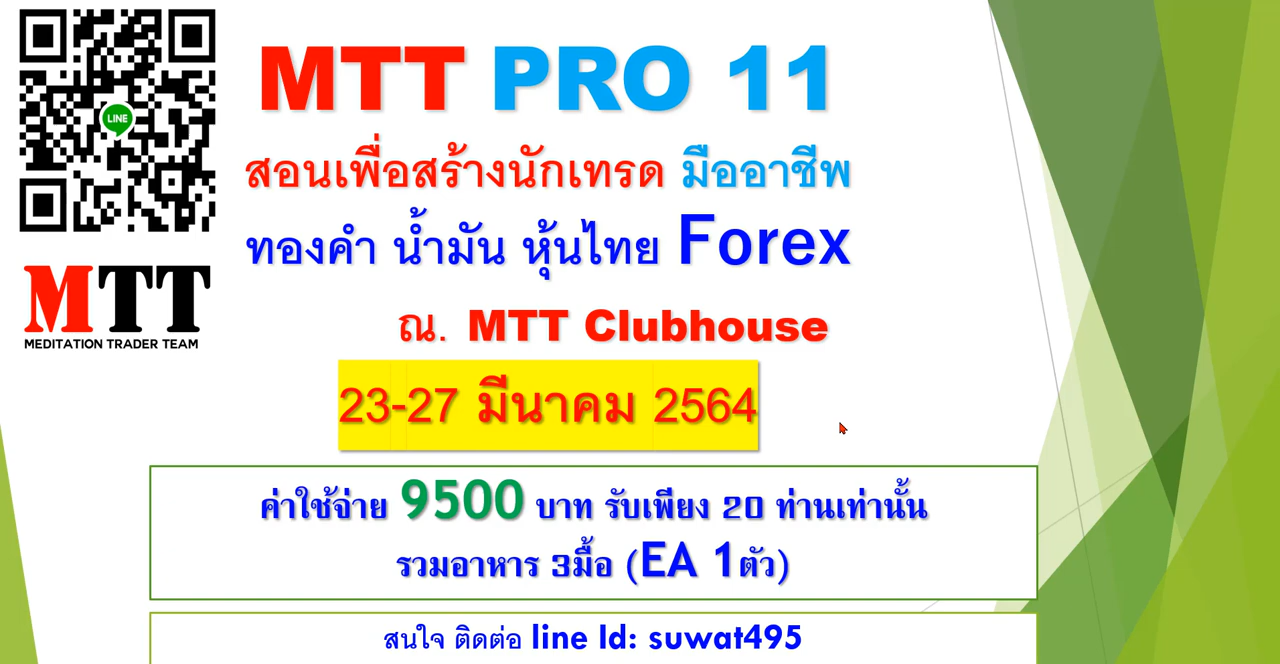 LINE
MTT
MEDITATION TRADER TEAM
MTT PRO 11
สอนเพื่อสร้างนักเทรด มืออาชีพ
ทองคำ น้ำมัน หุ้นไทย Forex
ณ. MTT Clubhouse
23-27 มีนาคม 2564
ค่าใช้จ่าย 9500 บาท รับเพียง 20 ท่านเท่านั้น
รวมอาหาร 3มื้อ (EA 1ตัว)
สนใจ ติดต่อ line Id: suwat495